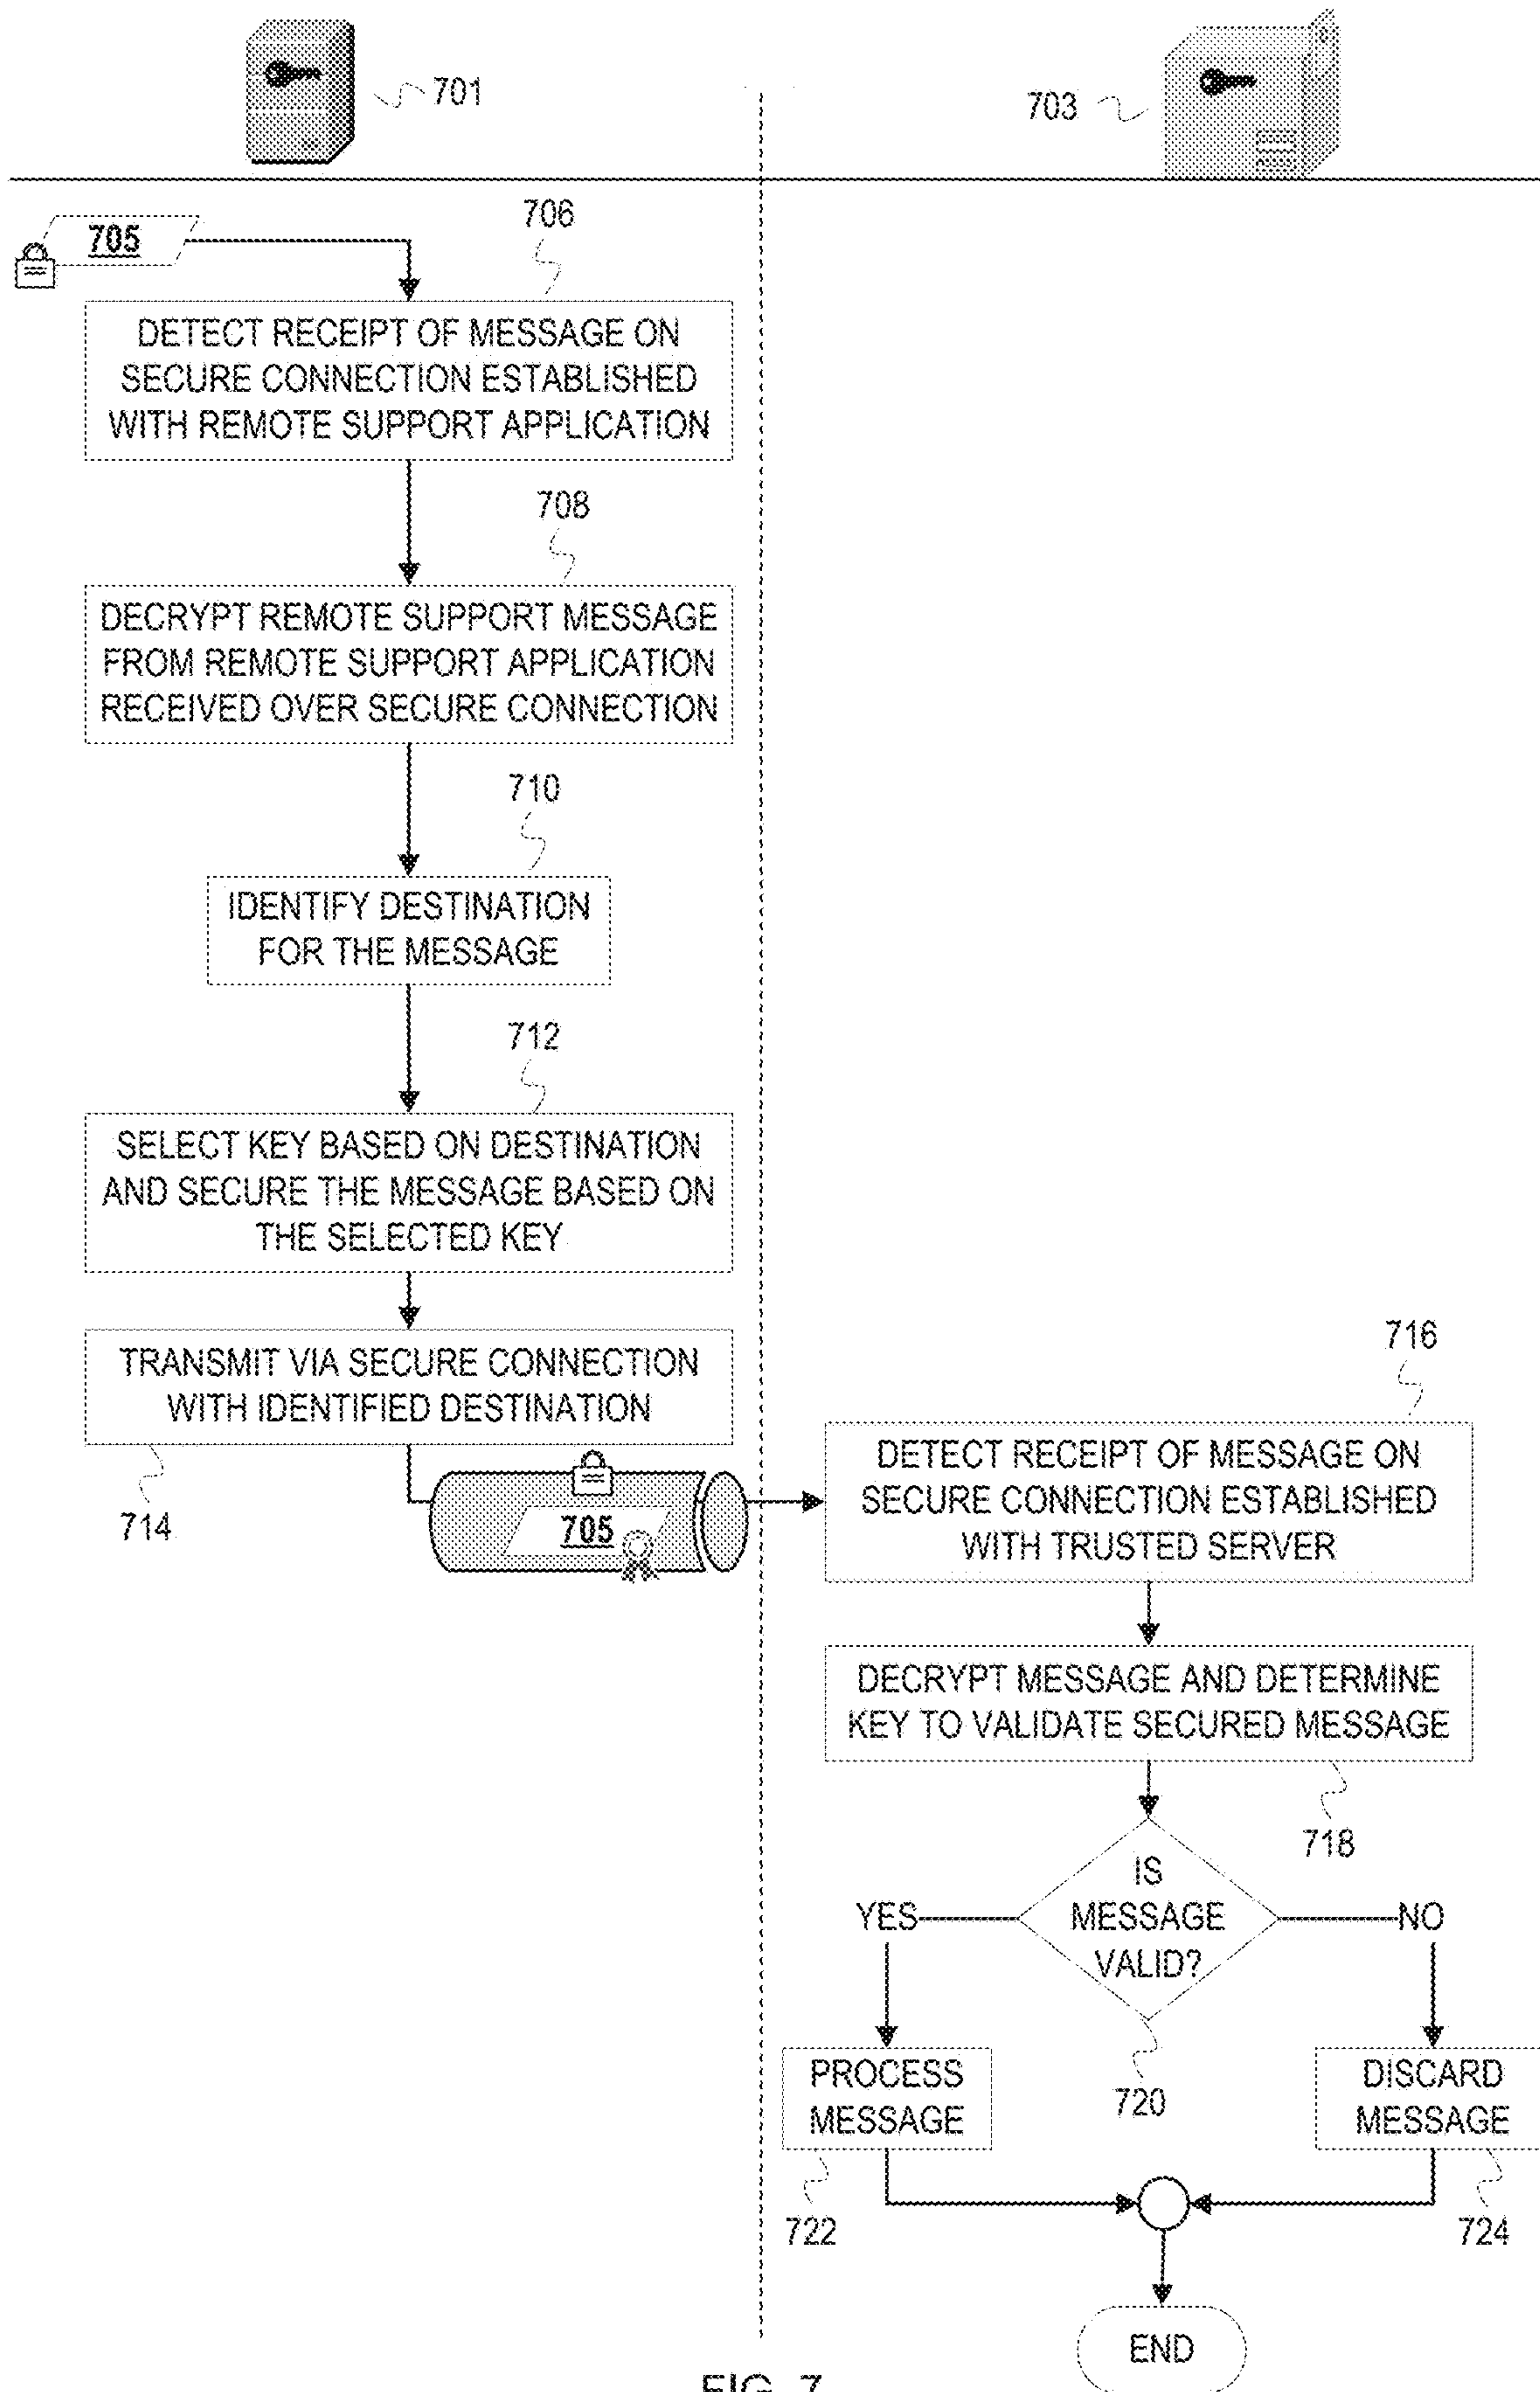 701
703
705
706
DETECT RECEIPT OF MESSAGE ON
SECURE CONNECTION ESTABLISHED
WITH REMOTE SUPPORT APPLICATION
708
DECRYPT REMOTE SUPPORT MESSAGE
FROM REMOTE SUPPORT APPLICATION
RECEIVED OVER SECURE CONNECTION
710
IDENTIFY DESTINATION
FOR THE MESSAGE
712
SELECT KEY BASED ON DESTINATION
AND SECURE THE MESSAGE BASED ON
THE SELECTED KEY
TRANSMIT VIA SECURE CONNECTION
WITH IDENTIFIED DESTINATION
714
705
716
DETECT RECEIPT OF MESSAGE ON
SECURE CONNECTION ESTABLISHED
WITH TRUSTED SERVER
DECRYPT MESSAGE AND DETERMINE
KEY TO VALIDATE SECURED MESSAGE
718
IS
MESSAGE
VALID?
YES
NO
720
PROCESS
MESSAGE
722
DISCARD
MESSAGE
724
END
FIG. 7